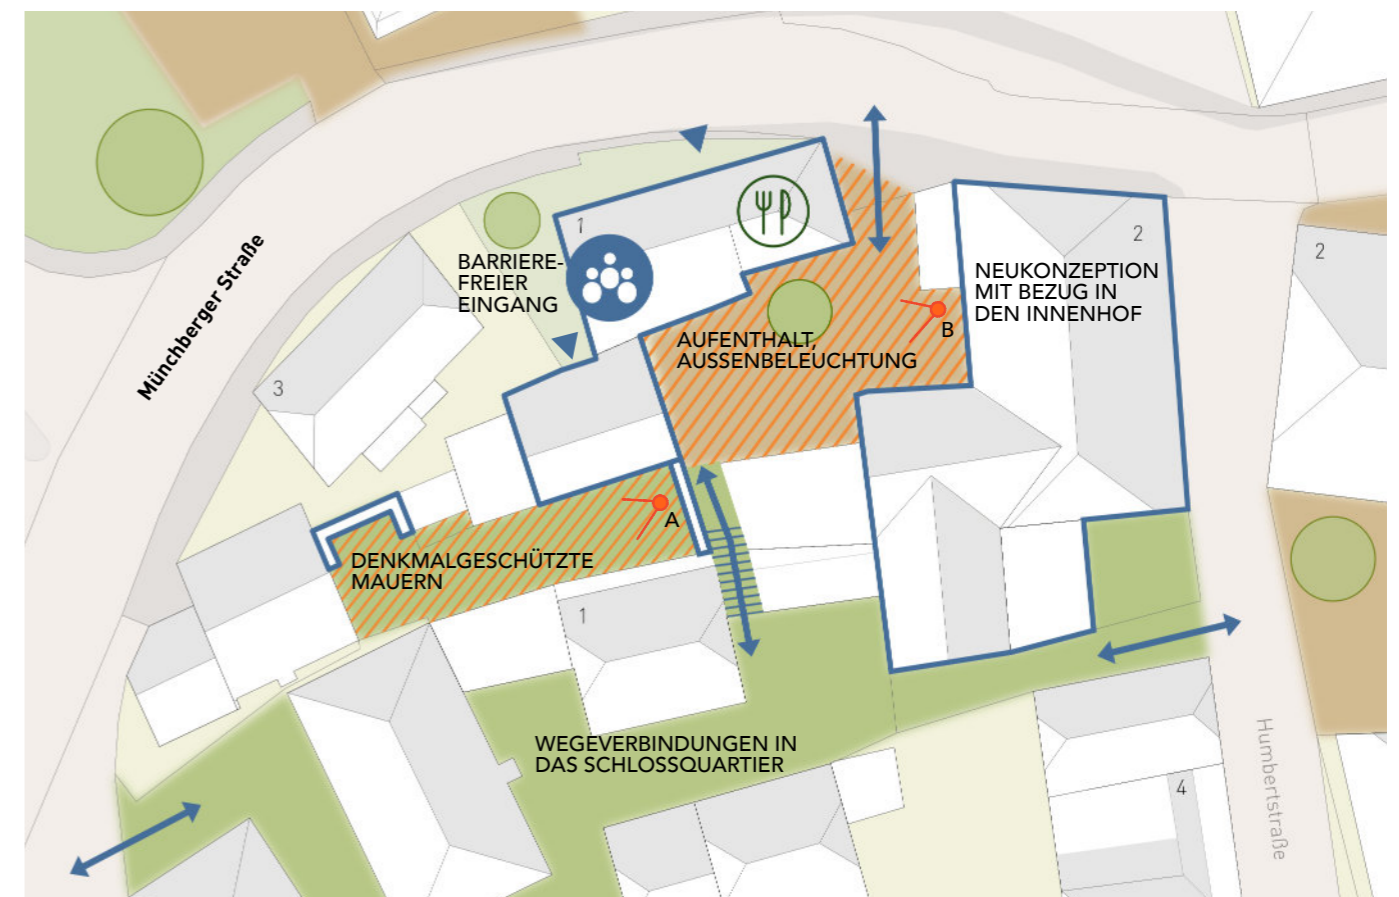 Münchberger Straße
1
2
2
BARRIERE-
FREIER
EINGANG
NEUKONZEPTION
MIT BEZUG IN
DEN INNENHOF
B
AUFENTHALT,
AUSSENBELEUCHTUNG
3
A
DENKMALGESCHÜTZTE
MAUERN
1
WEGEVERBINDUNGEN IN
DAS SCHLOSSQUARTIER
4
Humbertstraße